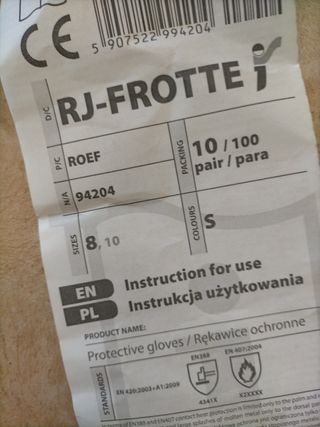 CE
5 907522 994204
D/C RJ-FROTTE
P/C ROEF
PACKING 10 / 100
pair / para
N/A 94204
SIZES 8, 10
COLOURS S
EN Instruction for use
PL Instrukcja użytkowania
PRODUCT NAME:
Protective gloves / Rękawice ochronne
STANDARDS
EN 420:2003+A1:2009
EN388
4341X
EN 407:2004
X2XXXX